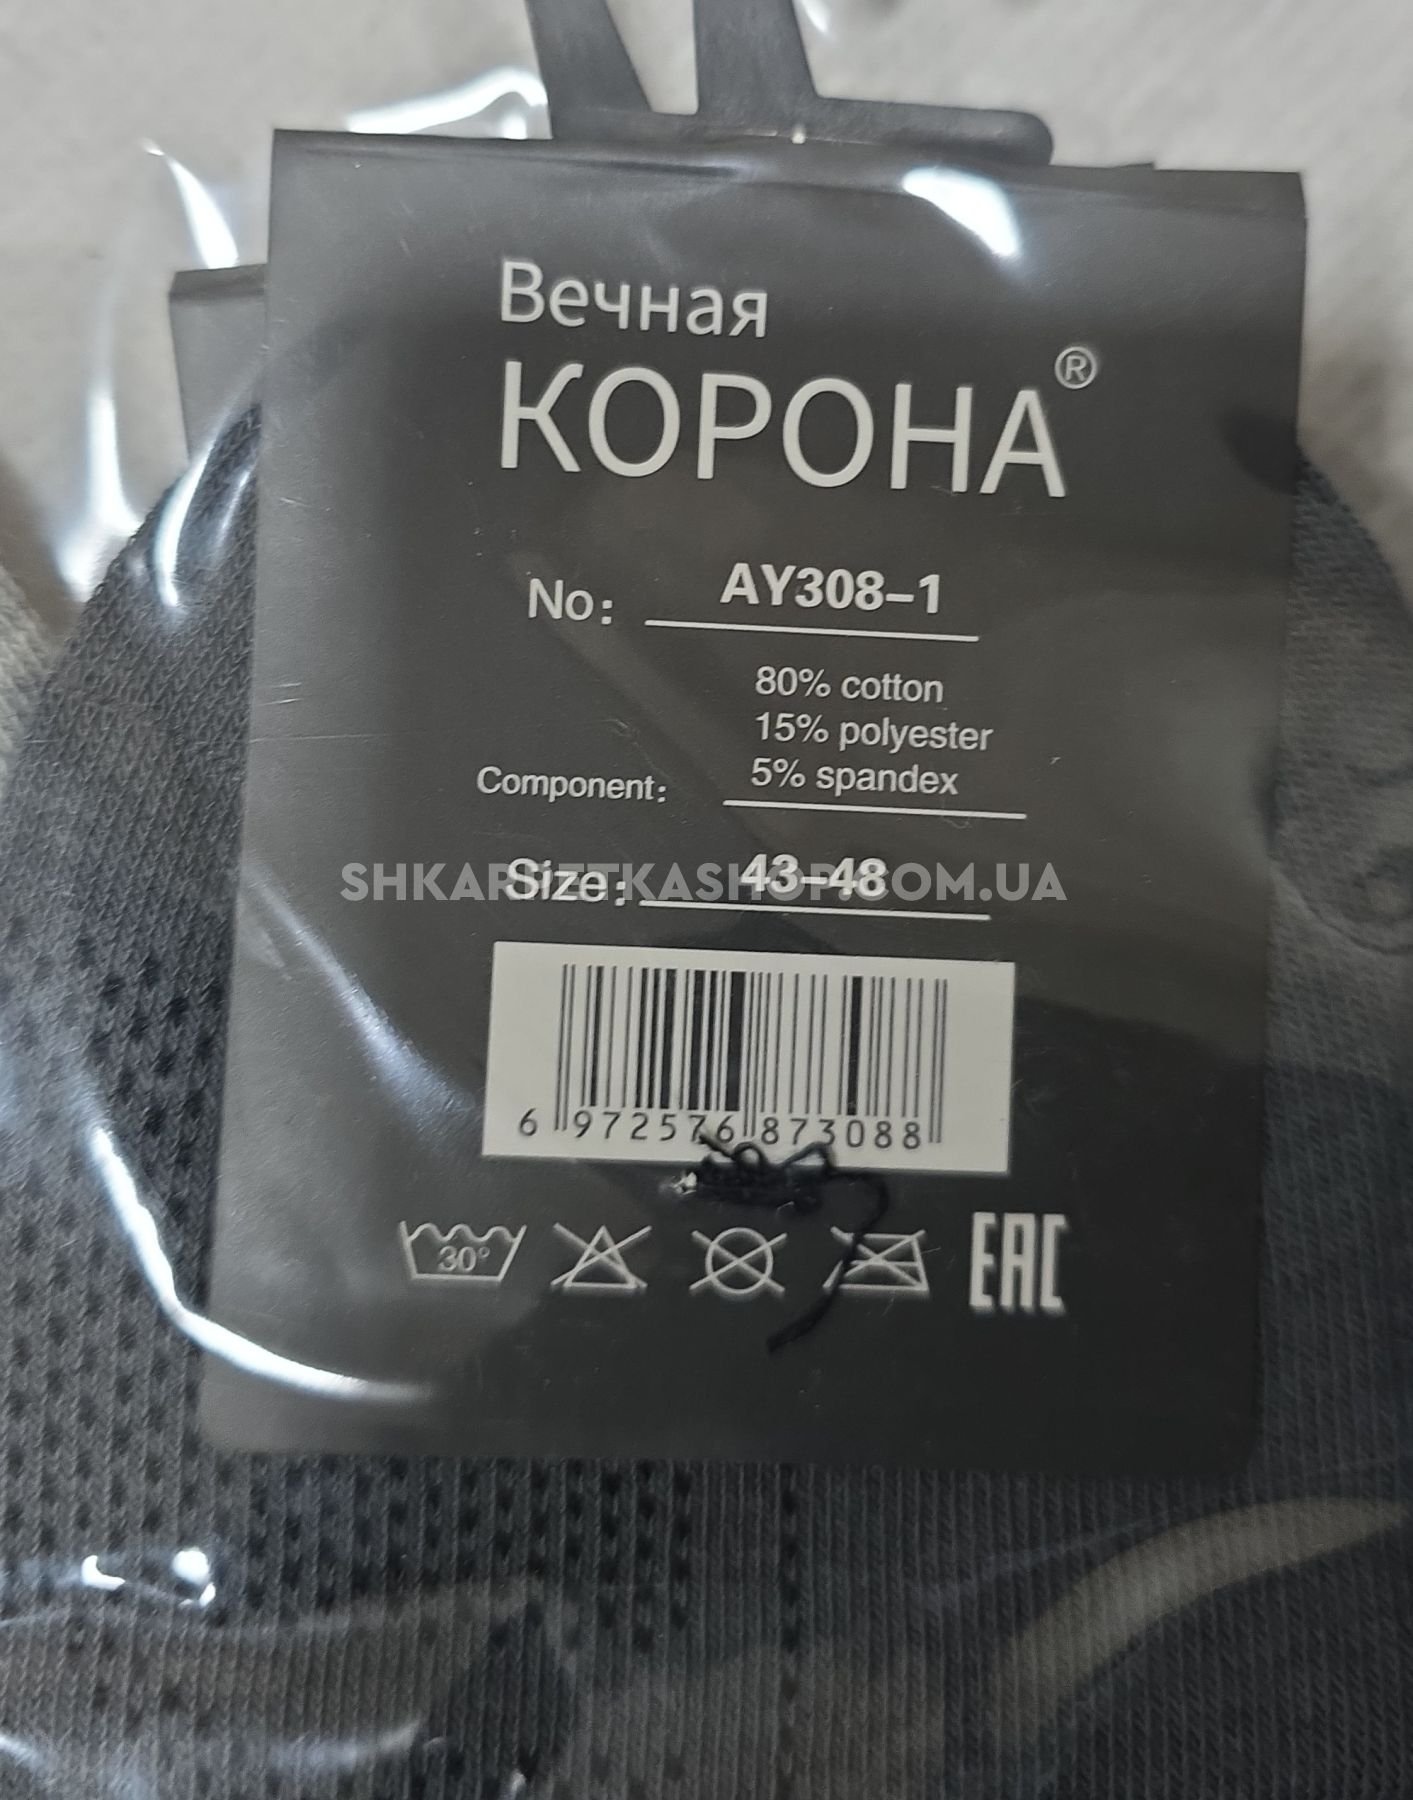 Вечная
КОРОНА®
No: AY308-1
80% cotton
15% polyester
Component: 5% spandex
Size: 43-48
SHKARPETKASHOP.COM.UA
6 972576 873088
30°
EAC